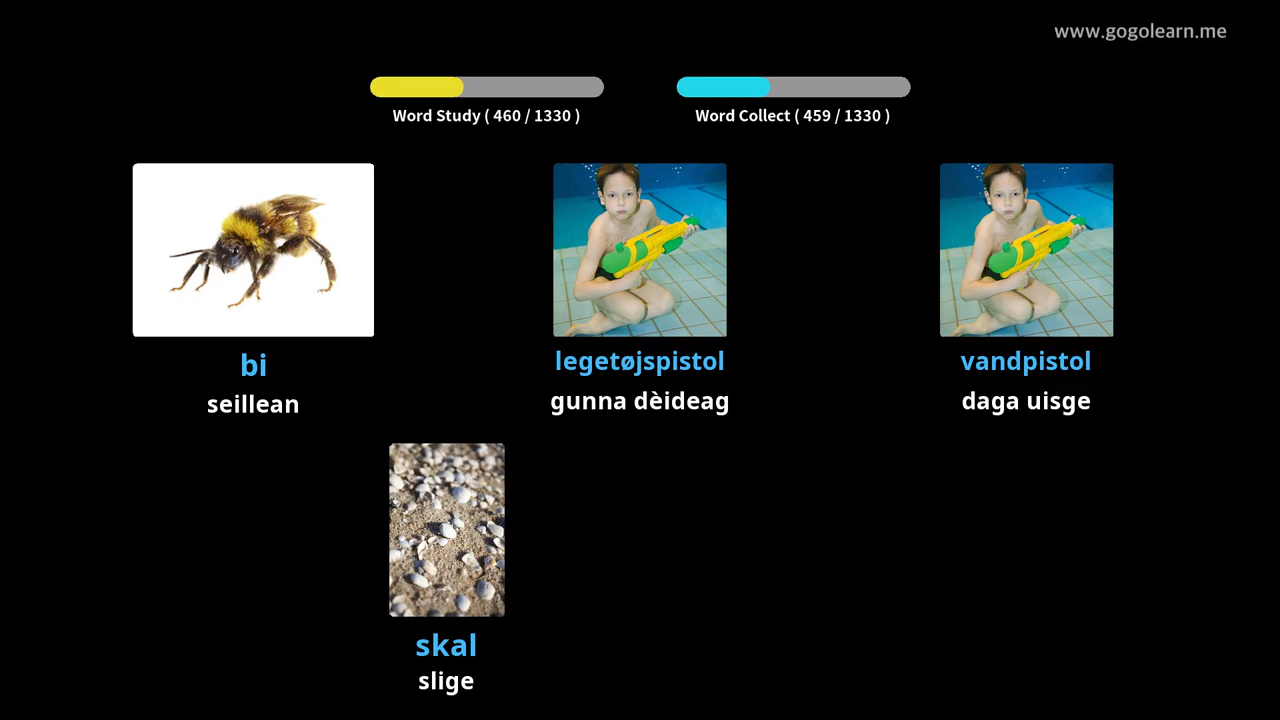 www.gogolearn.me
Word Study ( 460 / 1330 )
Word Collect ( 459 / 1330 )
bi
seillean
legetøjspistol
gunna dèideag
vandpistol
daga uisge
skal
slige